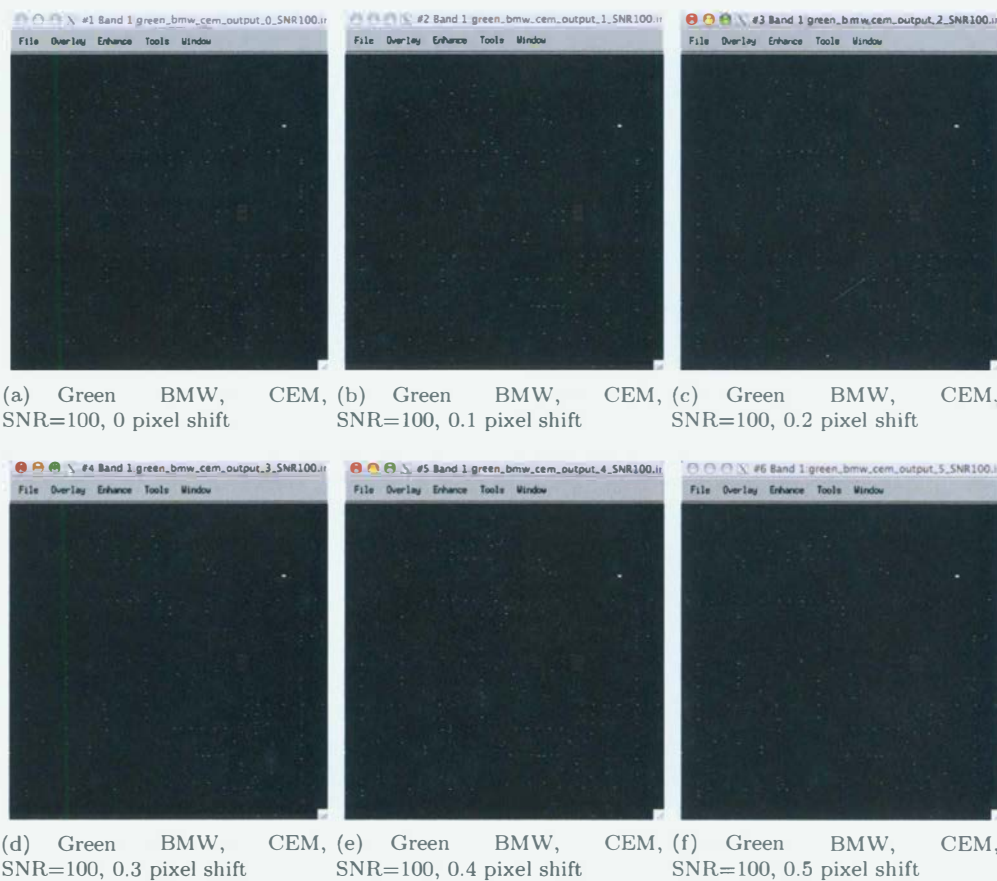 #1 Band 1 green_bmw_cem_output_0_SNR100.ir
File Overlay Enhance Tools Window
#2 Band 1 green_bmw_cem_output_1_SNR100.ir
File Overlay Enhance Tools Window
#3 Band 1 green_bmw_cem_output_2_SNR100.ir
File Overlay Enhance Tools Window
(a) Green BMW, CEM,
SNR=100, 0 pixel shift
(b) Green BMW, CEM,
SNR=100, 0.1 pixel shift
(c) Green BMW, CEM,
SNR=100, 0.2 pixel shift
#4 Band 1 green_bmw_cem_output_3_SNR100.ir
File Overlay Enhance Tools Window
#5 Band 1 green_bmw_cem_output_4_SNR100.ir
File Overlay Enhance Tools Window
#6 Band 1 green_bmw_cem_output_5_SNR100.i
File Overlay Enhance Tools Window
(d) Green BMW, CEM,
SNR=100, 0.3 pixel shift
(e) Green BMW, CEM,
SNR=100, 0.4 pixel shift
(f) Green BMW, CEM,
SNR=100, 0.5 pixel shift